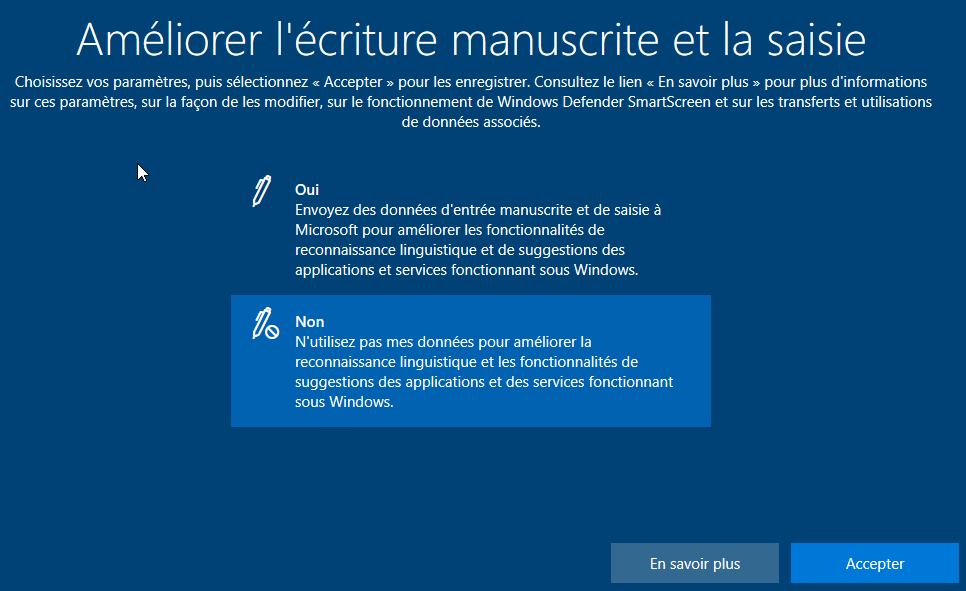 Améliorer l'écriture manuscrite et la saisie
Choisissez vos paramètres, puis sélectionnez « Accepter » pour les enregistrer. Consultez le lien « En savoir plus » pour plus d'informations
sur ces paramètres, sur la façon de les modifier, sur le fonctionnement de Windows Defender SmartScreen et sur les transferts et utilisations
de données associés.
Oui
Envoyez des données d'entrée manuscrite et de saisie à
Microsoft pour améliorer les fonctionnalités de
reconnaissance linguistique et de suggestions des
applications et services fonctionnant sous Windows.
Non
N'utilisez pas mes données pour améliorer la
reconnaissance linguistique et les fonctionnalités de
suggestions des applications et des services fonctionnant
sous Windows.
En savoir plus
Accepter